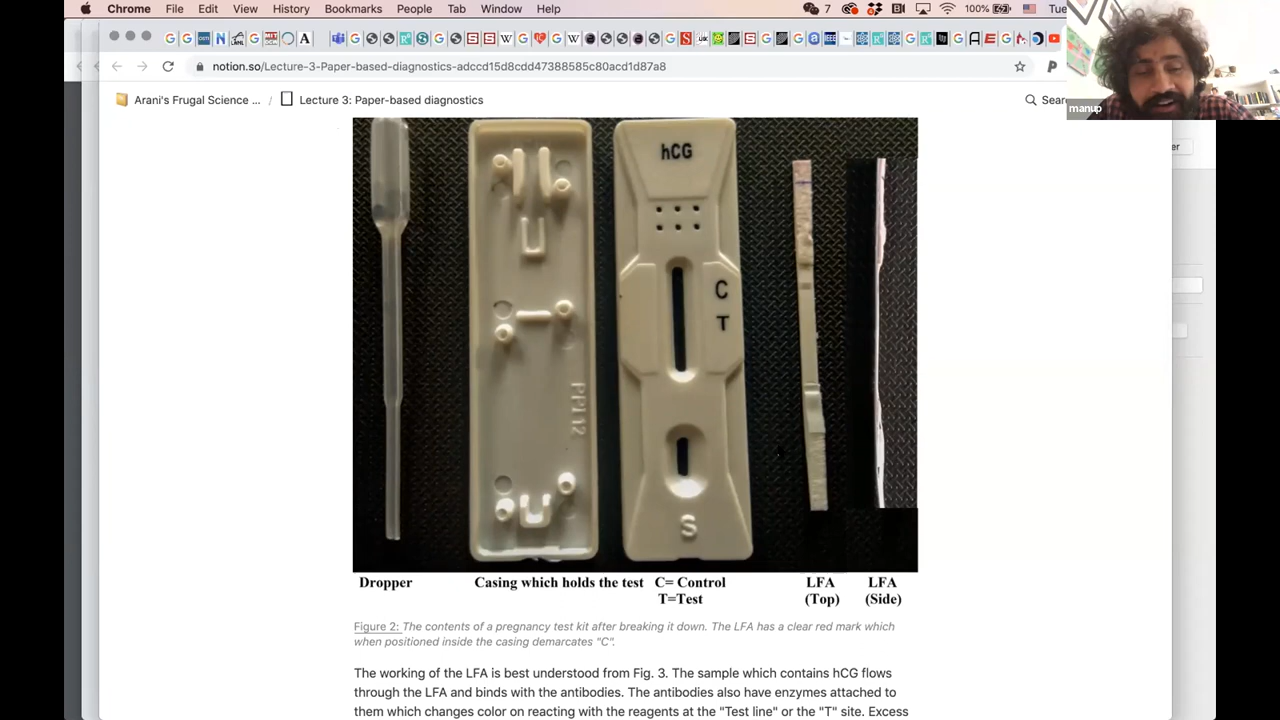 Chrome File Edit View History Bookmarks People Tab Window Help 7 100% Tue
notion.so/Lecture-3-Paper-based-diagnostics-adccd15d8cdd47388585c80acd1d87a8
Arani's Frugal Science ... / Lecture 3: Paper-based diagnostics Sear
manup
er
hCG
C
T
PPL12
S
Dropper Casing which holds the test C= Control LFA LFA
T=Test (Top) (Side)
Figure 2: The contents of a pregnancy test kit after breaking it down. The LFA has a clear red mark which
when positioned inside the casing demarcates "C".
The working of the LFA is best understood from Fig. 3. The sample which contains hCG flows
through the LFA and binds with the antibodies. The antibodies also have enzymes attached to
them which changes color on reacting with the reagents at the "Test line" or the "T" site. Excess